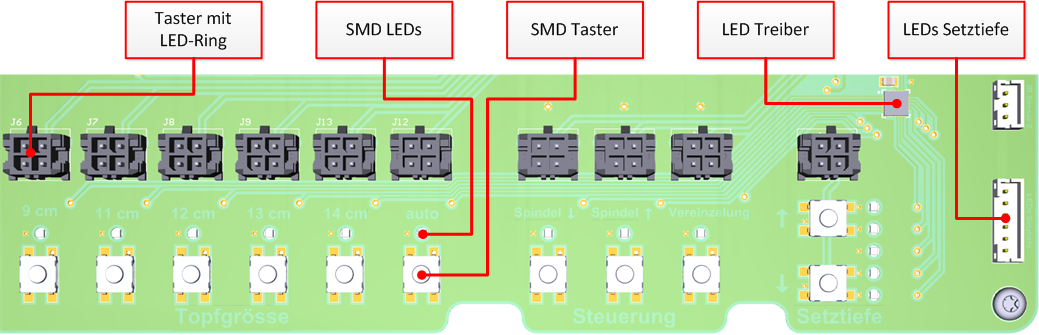 Taster mit
LED-Ring
SMD LEDs
SMD Taster
LED Treiber
LEDs Setztiefe
J6 J7 J8 J9 J13 J12
9 cm 11 cm 12 cm 13 cm 14 cm auto Spindel ↓ Spindel ↑ Vereinzelung
↑
↓
Topfgrösse Steuerung Setztiefe